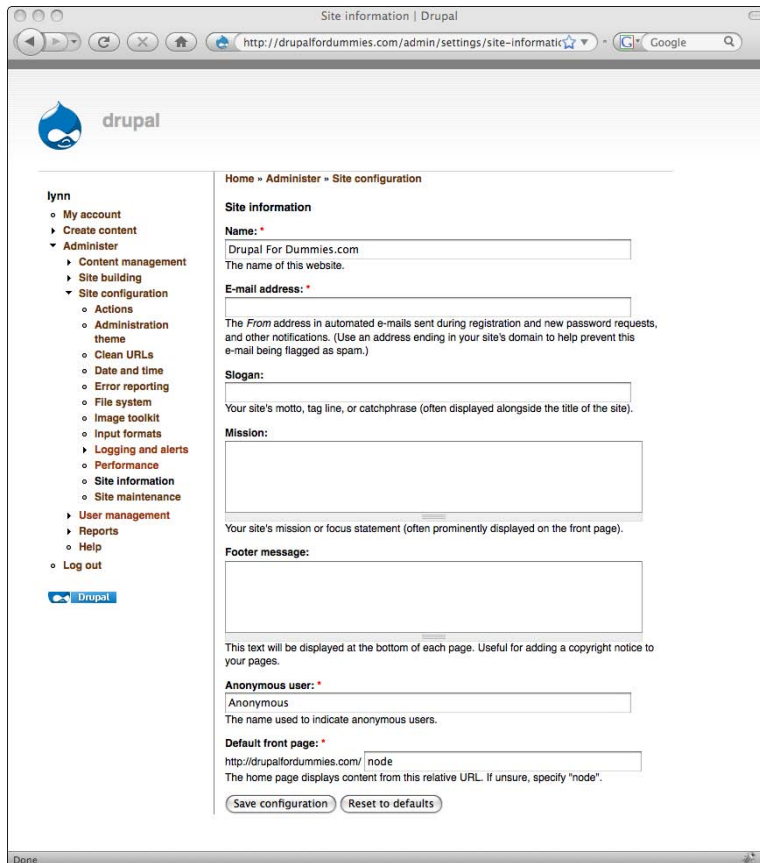 Site information | Drupal
http://drupalfordummies.com/admin/settings/site-informatic
Google
drupal
lynn
My account
Create content
Administer
Content management
Site building
Site configuration
Actions
Administration
theme
Clean URLs
Date and time
Error reporting
File system
Image toolkit
Input formats
Logging and alerts
Performance
Site information
Site maintenance
User management
Reports
Help
Log out
Drupal
Home » Administer » Site configuration
Site information
Name: *
Drupal For Dummies.com
The name of this website.
E-mail address: *
The From address in automated e-mails sent during registration and new password requests,
and other notifications. (Use an address ending in your site's domain to help prevent this
e-mail being flagged as spam.)
Slogan:
Your site's motto, tag line, or catchphrase (often displayed alongside the title of the site).
Mission:
Your site's mission or focus statement (often prominently displayed on the front page).
Footer message:
This text will be displayed at the bottom of each page. Useful for adding a copyright notice to
your pages.
Anonymous user: *
Anonymous
The name used to indicate anonymous users.
Default front page: *
http://drupalfordummies.com/ node
The home page displays content from this relative URL. If unsure, specify "node".
Save configuration Reset to defaults
Done